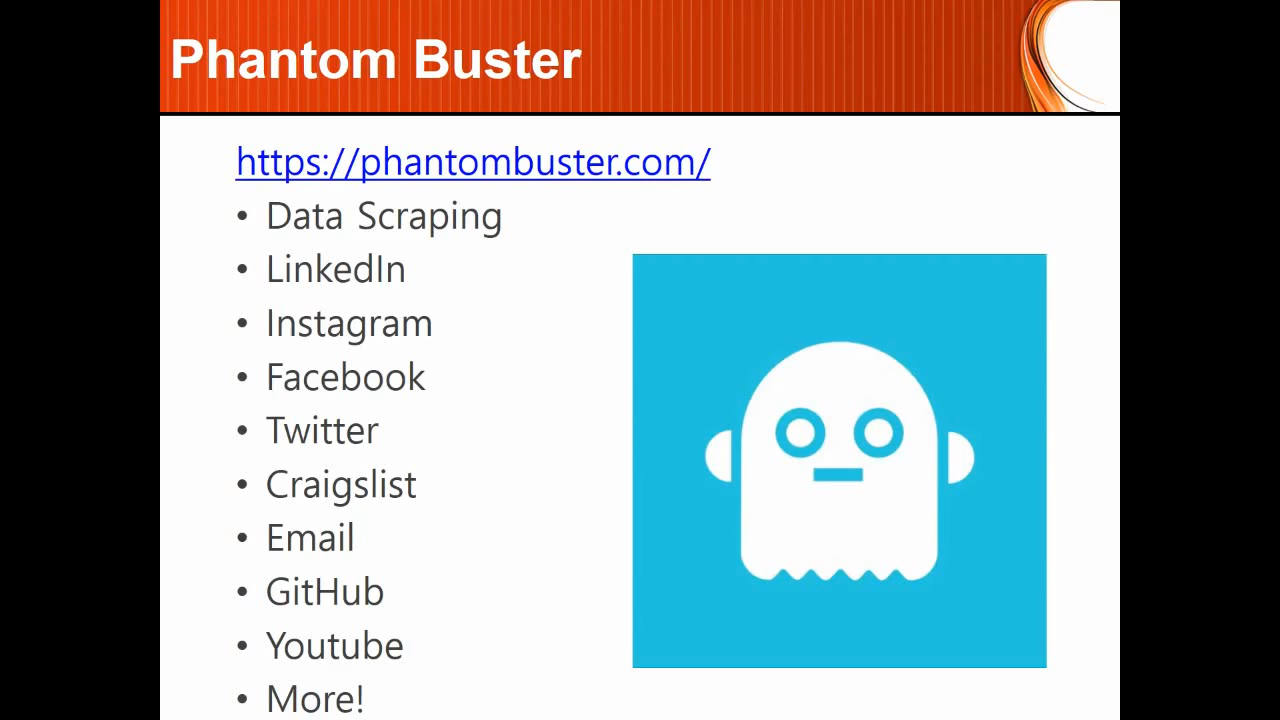 Phantom Buster
https://phantombuster.com/
• Data Scraping
• LinkedIn
• Instagram
• Facebook
• Twitter
• Craigslist
• Email
• GitHub
• Youtube
• More!